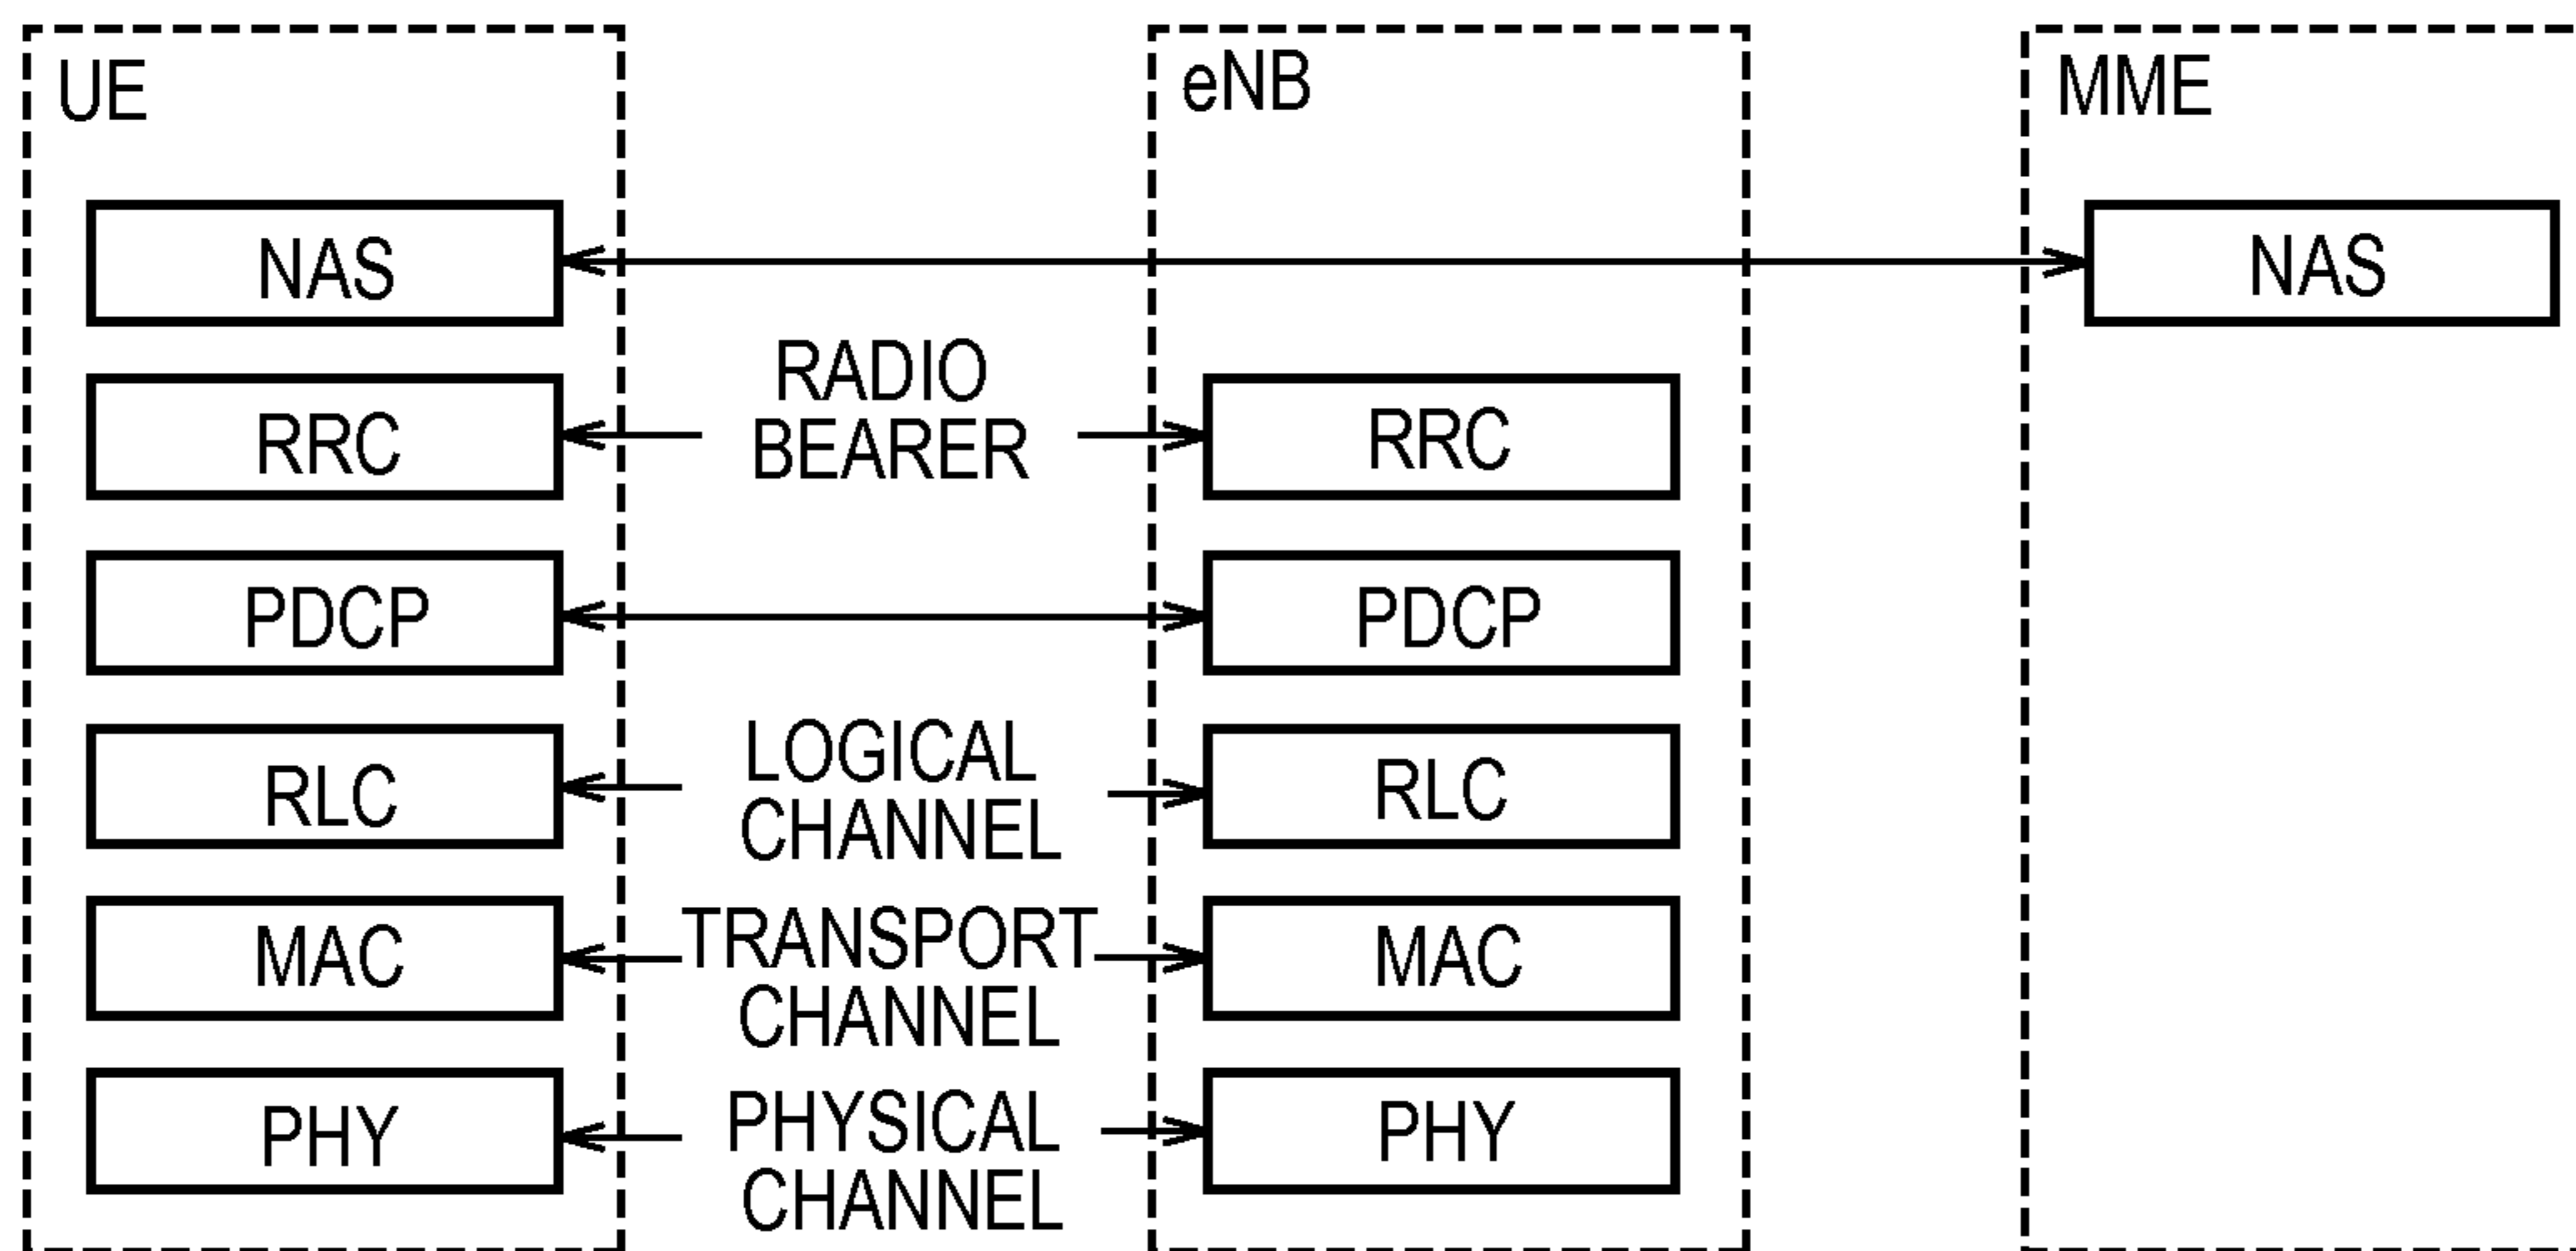 UE
eNB
MME
NAS
NAS
RADIO
BEARER
RRC
RRC
PDCP
PDCP
LOGICAL
CHANNEL
RLC
RLC
TRANSPORT
CHANNEL
MAC
MAC
PHYSICAL
CHANNEL
PHY
PHY